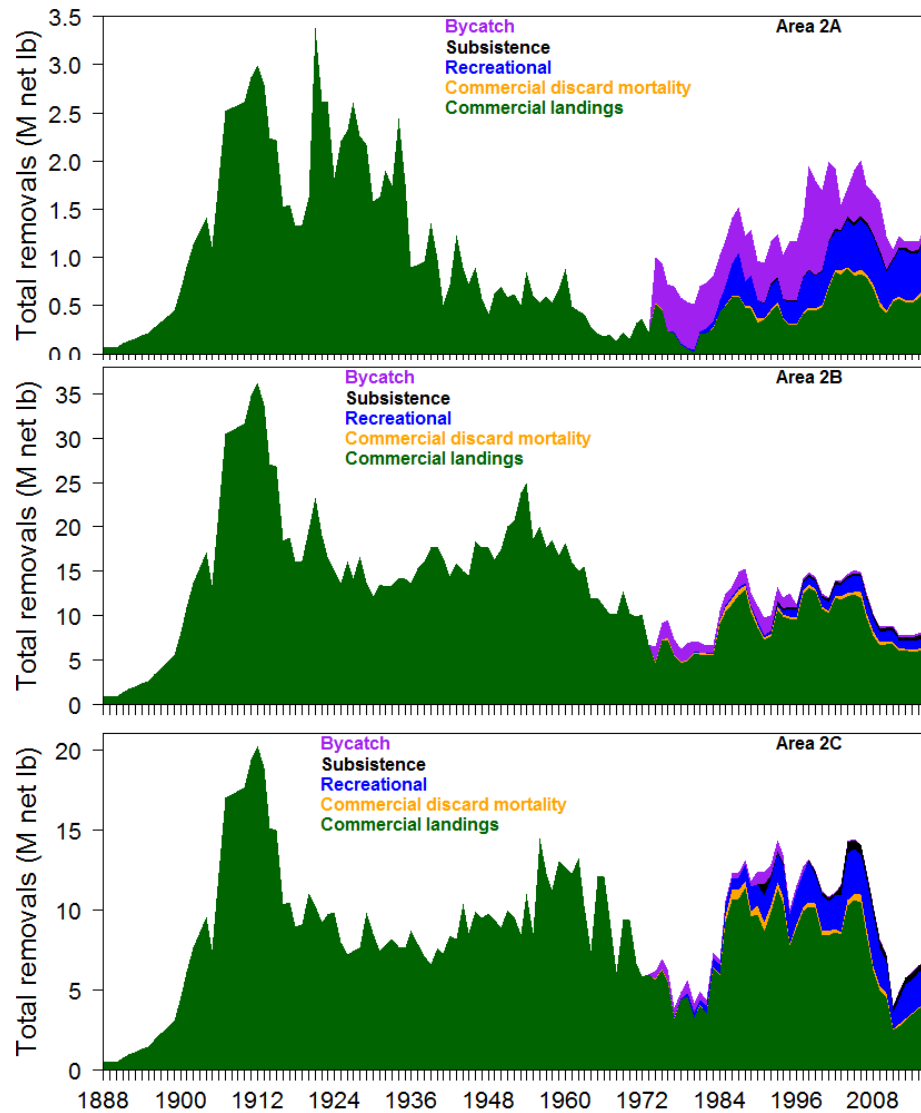 Total removals (M net lb)
3.5
3.0
2.5
2.0
1.5
1.0
0.5
0.0
Bycatch
Subsistence
Recreational
Commercial discard mortality
Commercial landings
Area 2A
Total removals (M net lb)
35
30
25
20
15
10
5
0
Bycatch
Subsistence
Recreational
Commercial discard mortality
Commercial landings
Area 2B
Total removals (M net lb)
20
15
10
5
0
Bycatch
Subsistence
Recreational
Commercial discard mortality
Commercial landings
Area 2C
1888 1900 1912 1924 1936 1948 1960 1972 1984 1996 2008